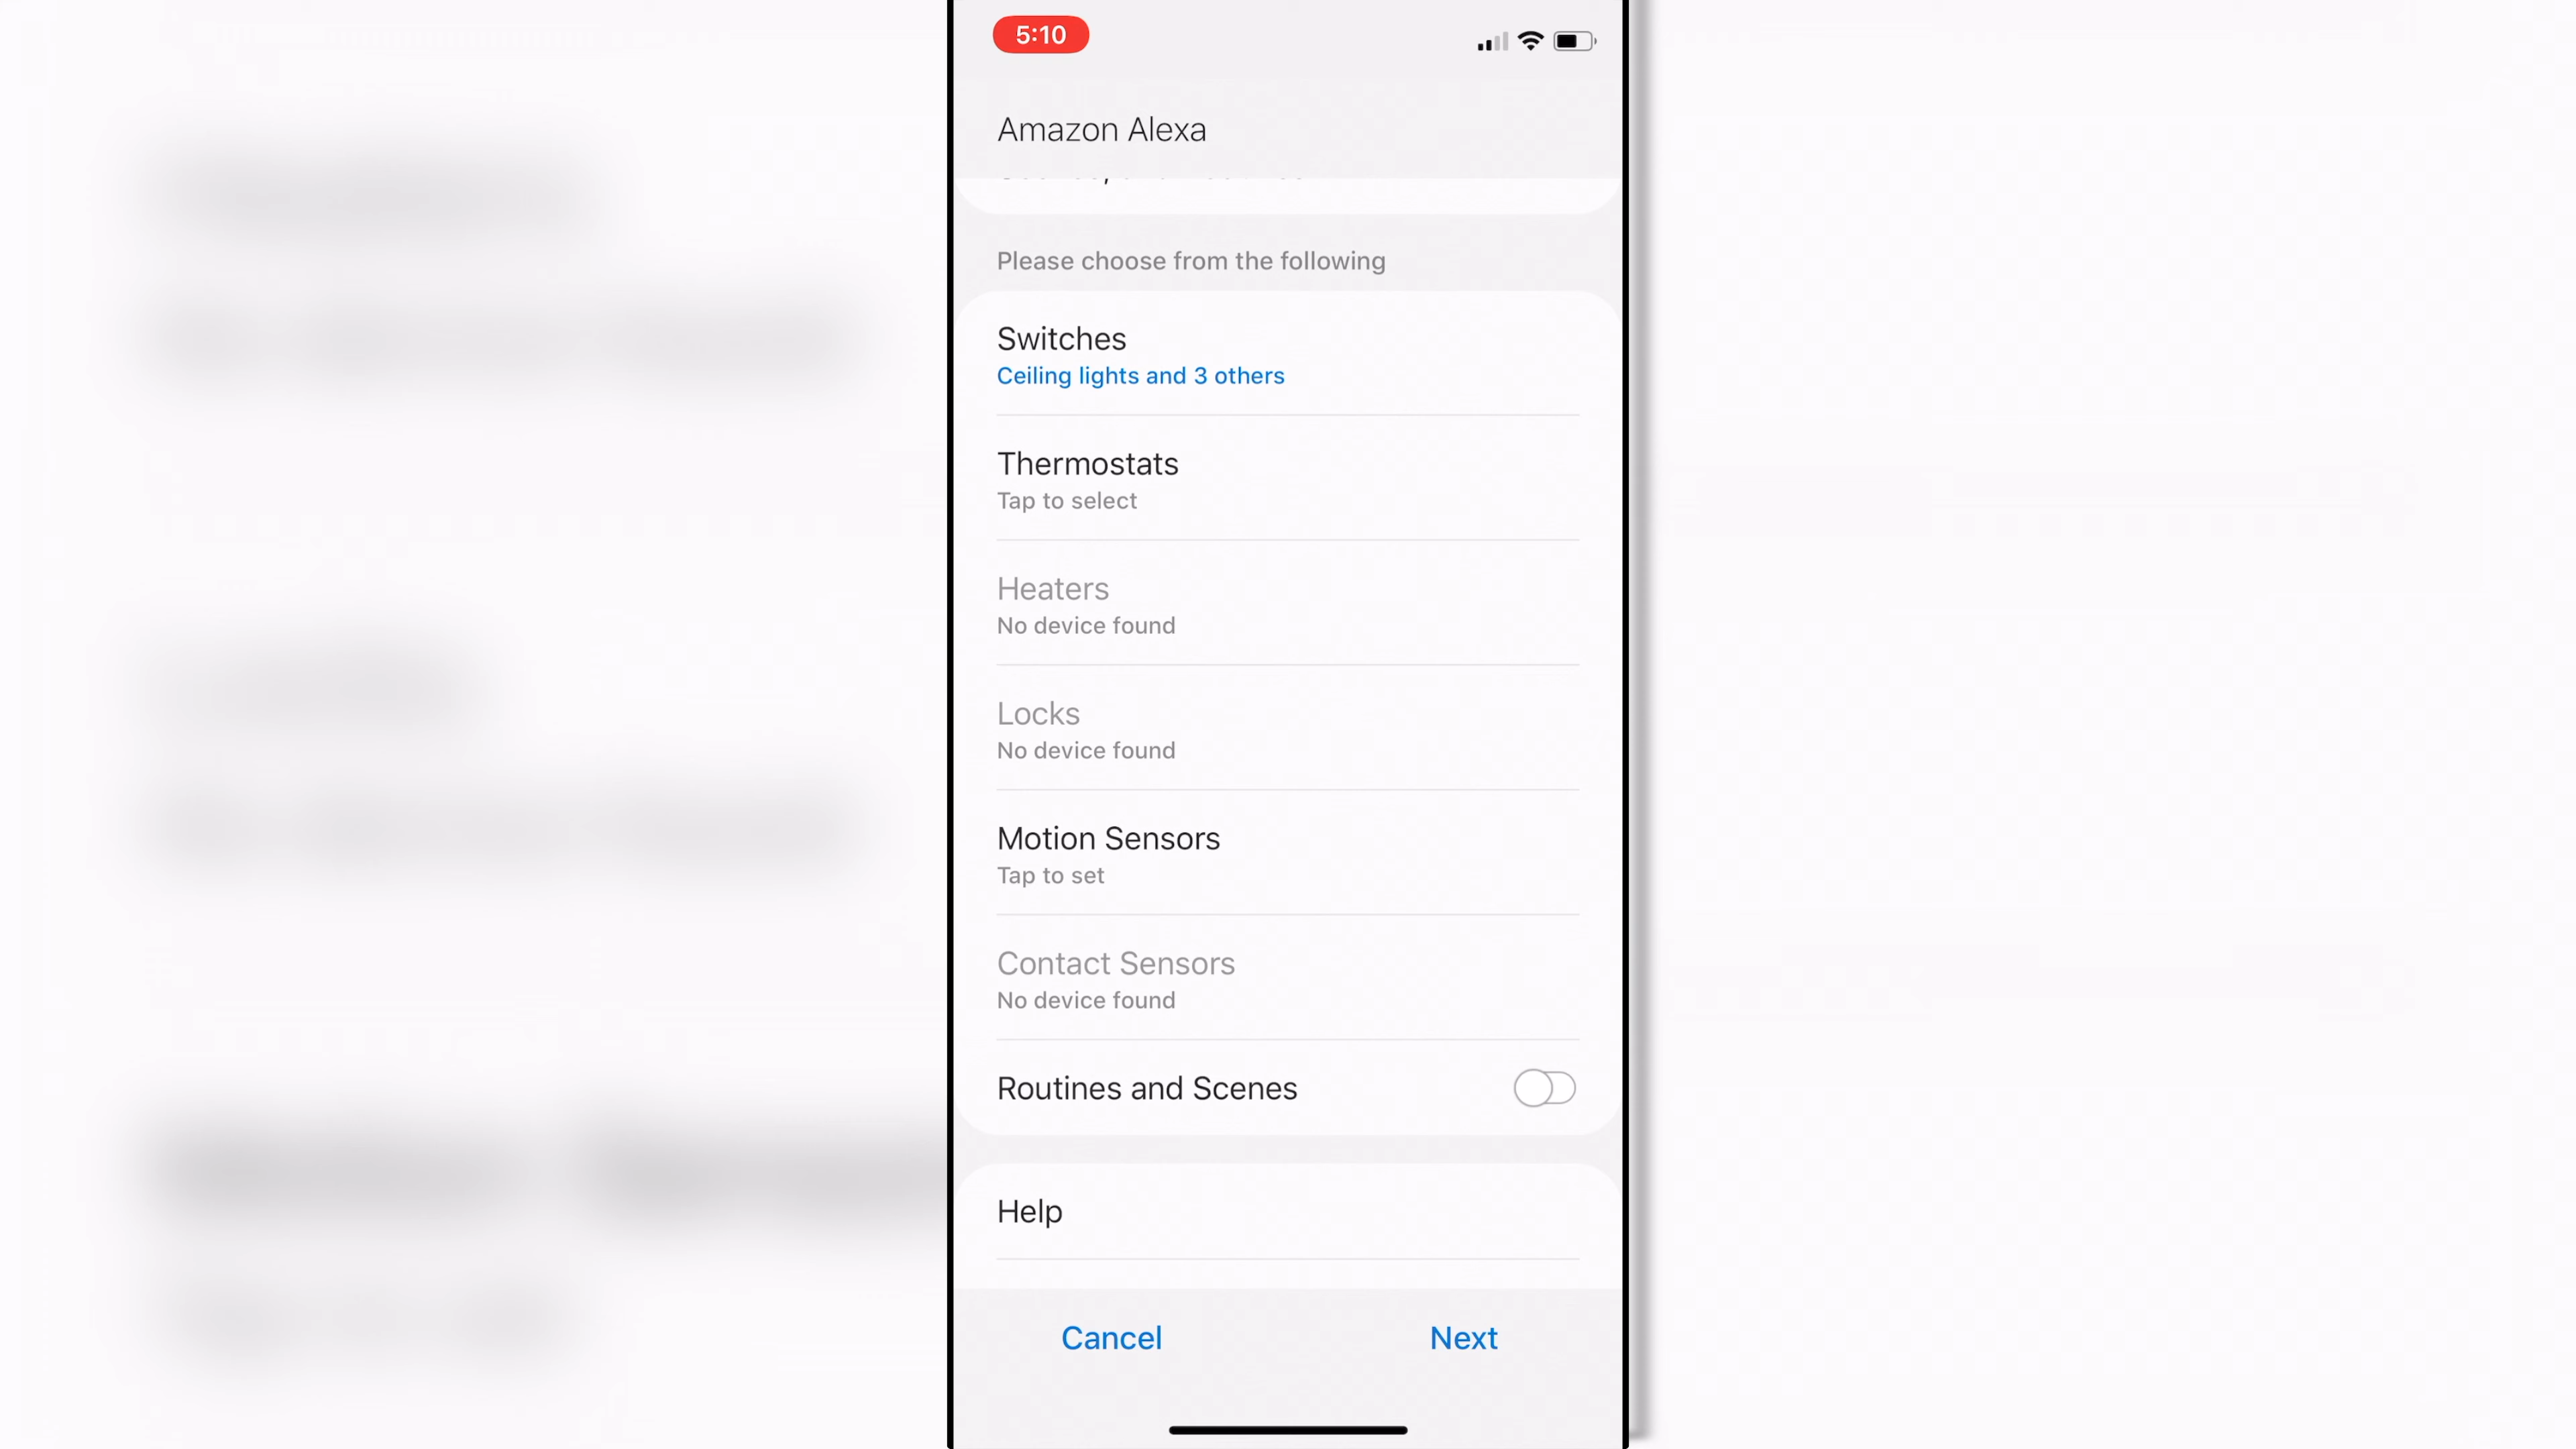 5:10
Amazon Alexa
Please choose from the following
Switches
Ceiling lights and 3 others
Thermostats
Tap to select
Heaters
No device found
Locks
No device found
Motion Sensors
Tap to set
Contact Sensors
No device found
Routines and Scenes
Help
Cancel
Next